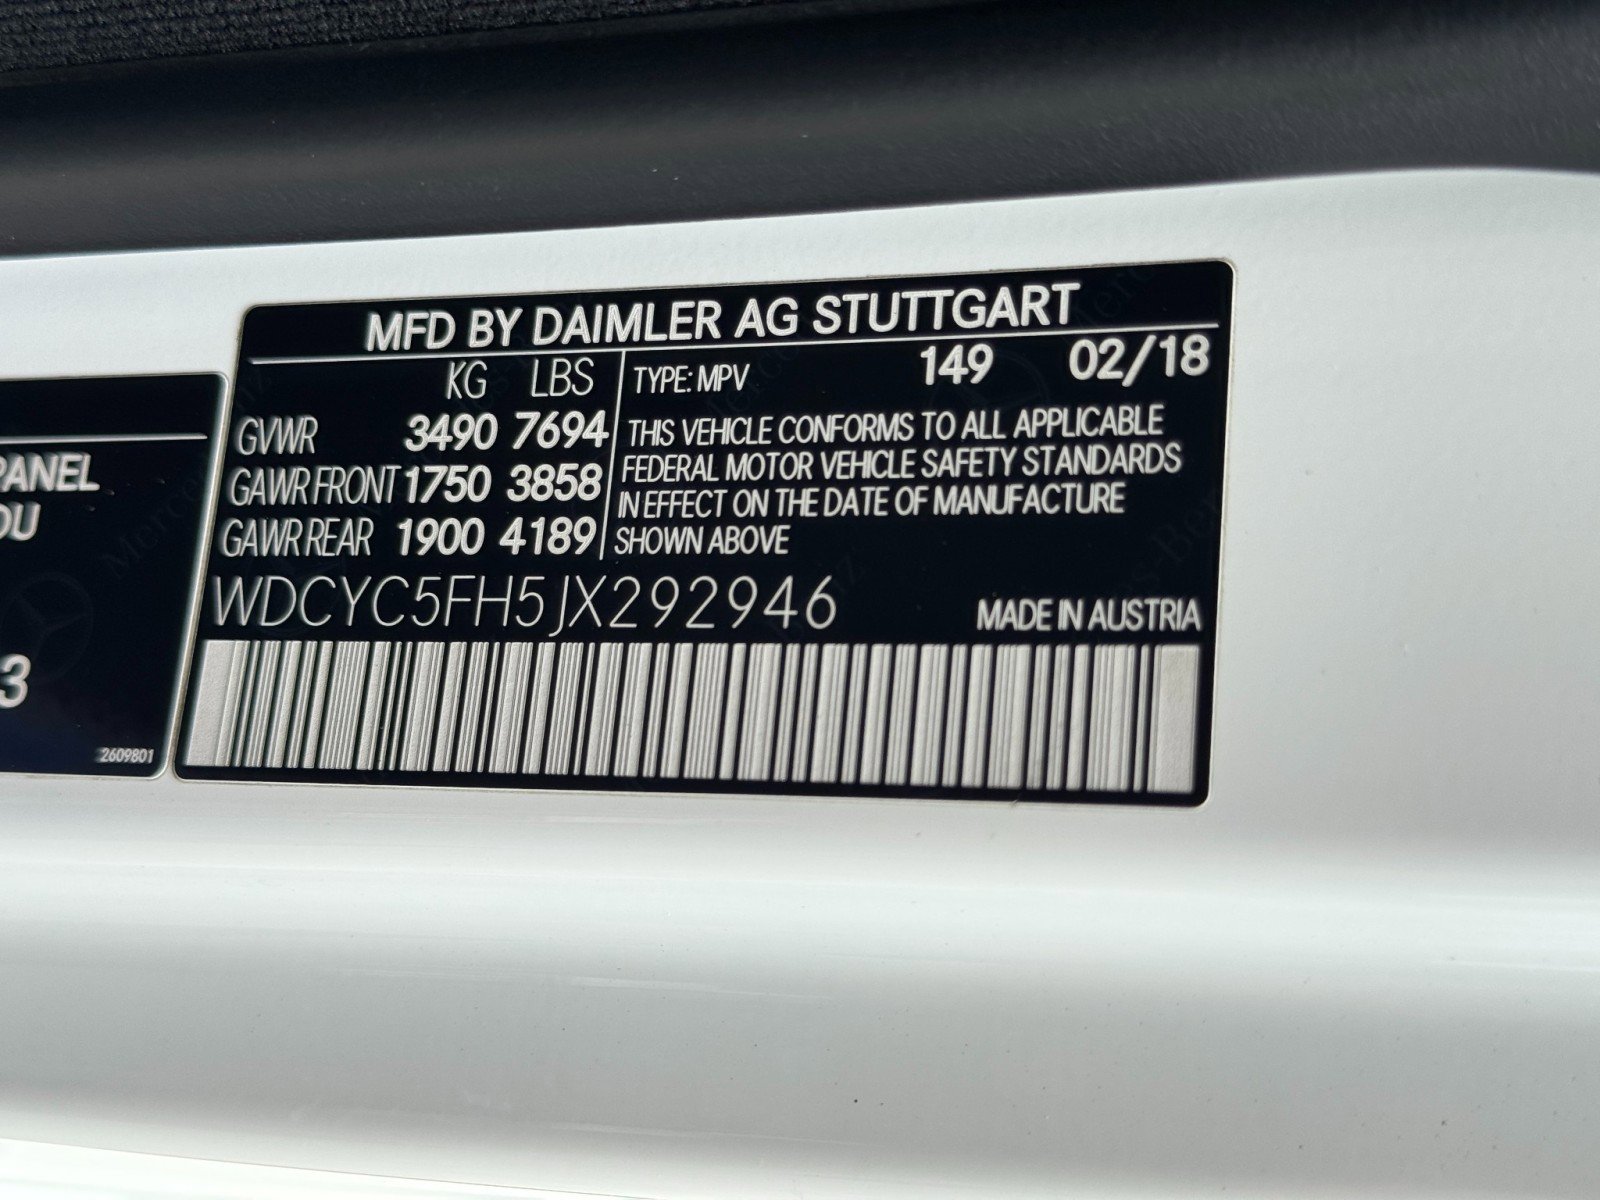 MFD BY DAIMLER AG STUTTGART
KG LBS
GVWR 3490 7694
GAWR FRONT 1750 3858
GAWR REAR 1900 4189
TYPE: MPV 149 02/18
THIS VEHICLE CONFORMS TO ALL APPLICABLE
FEDERAL MOTOR VEHICLE SAFETY STANDARDS
IN EFFECT ON THE DATE OF MANUFACTURE
SHOWN ABOVE
WDCYC5FH5JX292946
MADE IN AUSTRIA
PANEL
OU
3
2609801